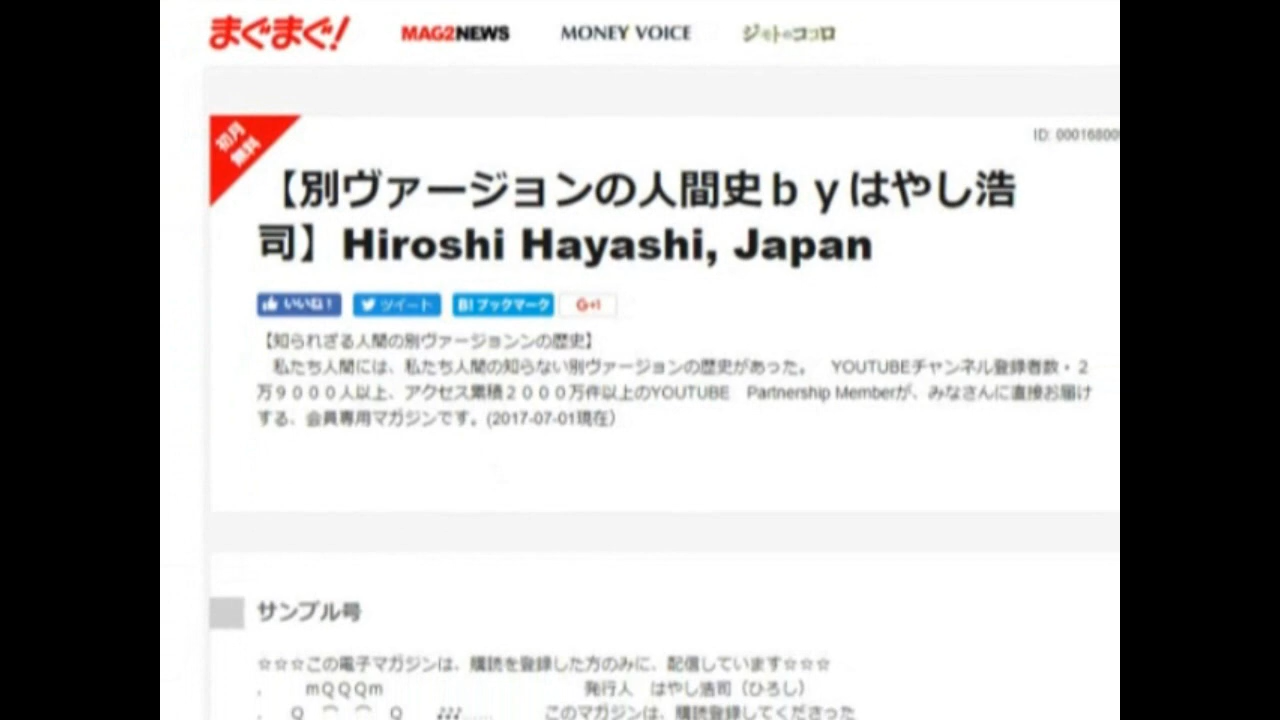 まぐまぐ! MAG2NEWS MONEY VOICE ジモトのココロ
初月
無料
ID: 000168009
【別ヴァージョンの人間史ｂｙはやし浩
司】Hiroshi Hayashi, Japan
いいね！ ツイート B!ブックマーク G+1
【知られざる人間の別ヴァージョンンの歴史】
私たち人間には、私たち人間の知らない別ヴァージョンの歴史があった。　YOUTUBEチャンネル登録者数・２
万９０００人以上、アクセス累積２０００万件以上のYOUTUBE　Partnership Memberが、みなさんに直接お届け
する、会員専用マガジンです。(2017-07-01現在）
サンプル号
☆☆☆この電子マガジンは、購読を登録した方のみに、配信しています☆☆☆
.　　mQQQm　　　　　　　　発行人　はやし浩司（ひろし）
.　Q　⌒　⌒　Q　　♪♪♪……　　　このマガジンは、購読登録してくださった